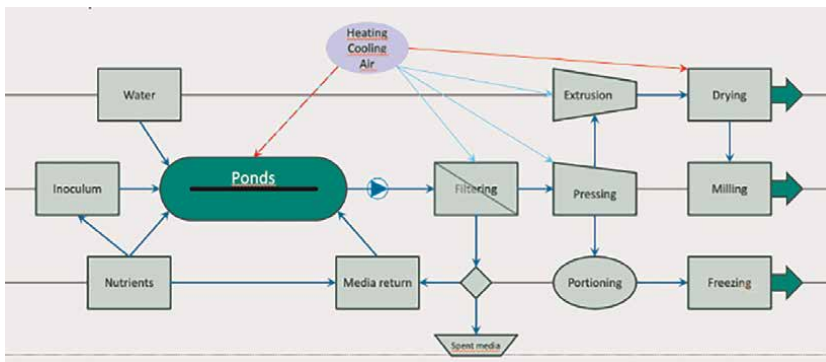 Heating
Cooling
Air
Water
Extrusion
Drying
Ponds
Inoculum
Filtering
Pressing
Milling
Nutrients
Media return
Portioning
Freezing
Spent media